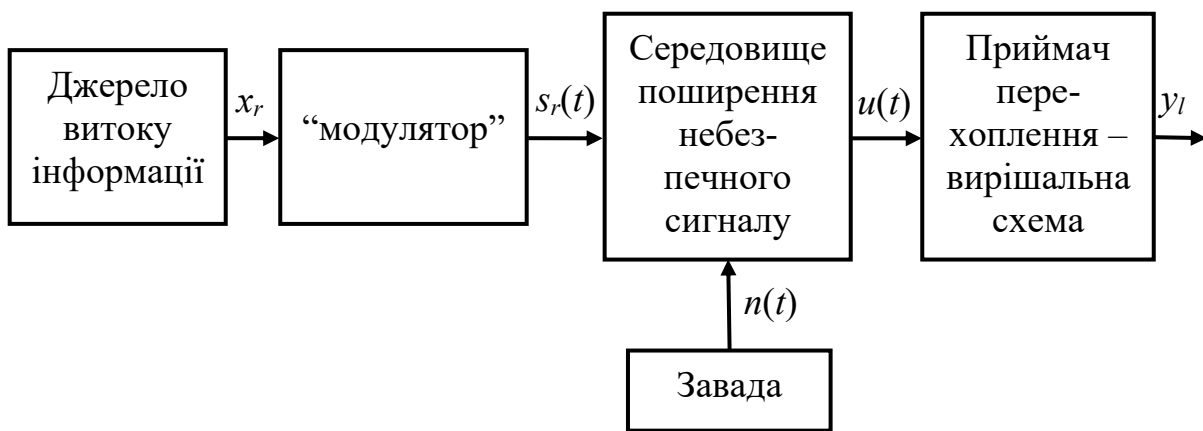 Джерело
витоку
інформації
x_r
“модулятор”
s_r(t)
Середовище
поширення
небез-
печного
сигналу
u(t)
Приймач
пере-
хоплення –
вирішальна
схема
y_l
n(t)
Завада